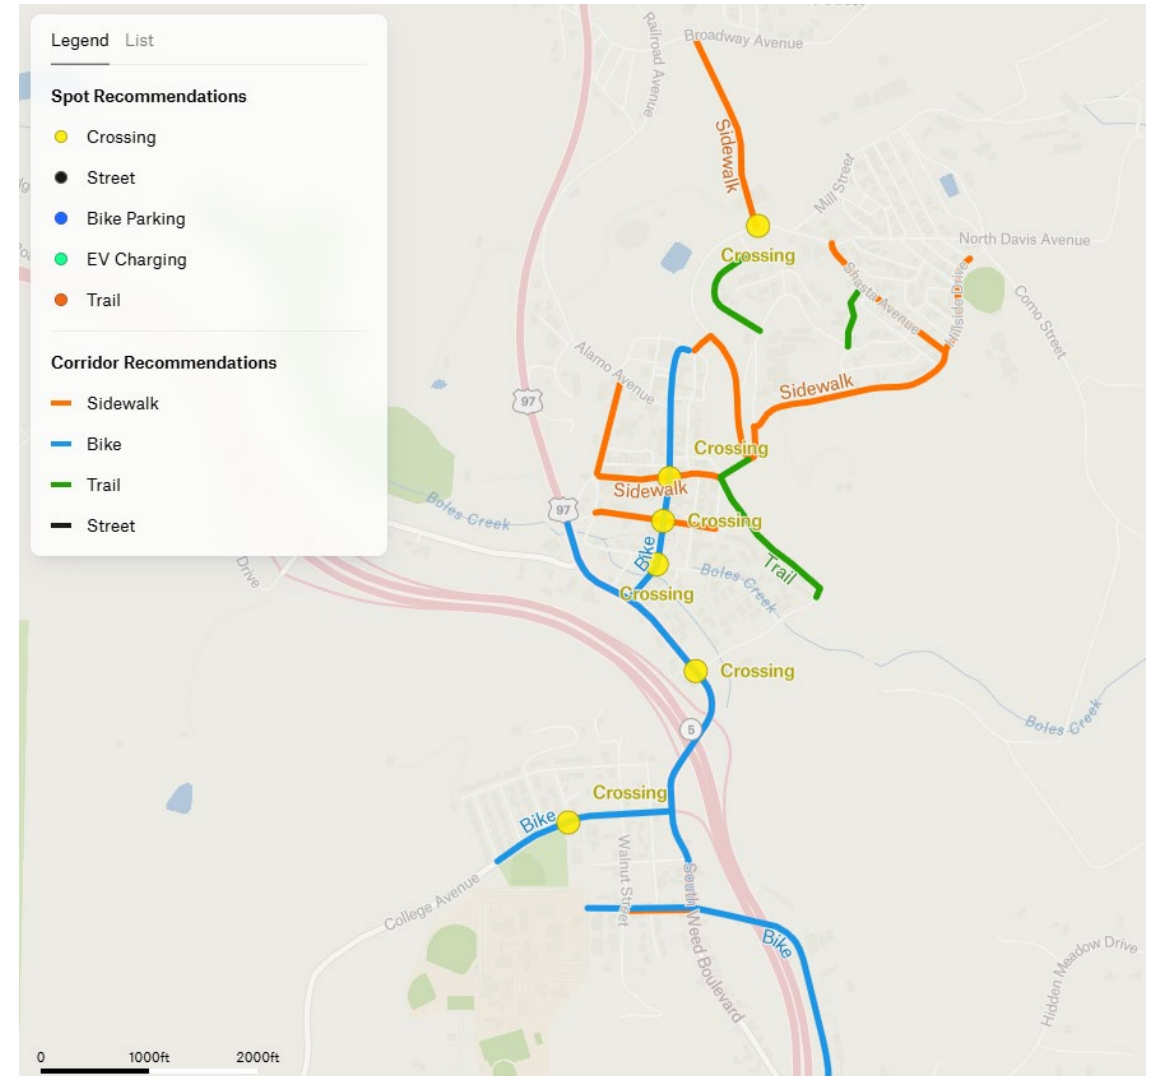 Legend List
Spot Recommendations
Crossing
Street
Bike Parking
EV Charging
Trail
Corridor Recommendations
Sidewalk
Bike
Trail
Street
Railroad Avenue
Broadway Avenue
Sidewalk
Mill Street
North Davis Avenue
Crossing
Shasta Avenue
Hillside Drive
Como Street
Alamo Avenue
97
Sidewalk
Crossing
Sidewalk
97
Boles Creek
Crossing
Bike
Boles Creek
Trail
Drive
Crossing
Crossing
5
Boles Creek
Crossing
Bike
Walnut Street
College Avenue
South Weed Boulevard
Bike
Hidden Meadow Drive
0 1000ft 2000ft